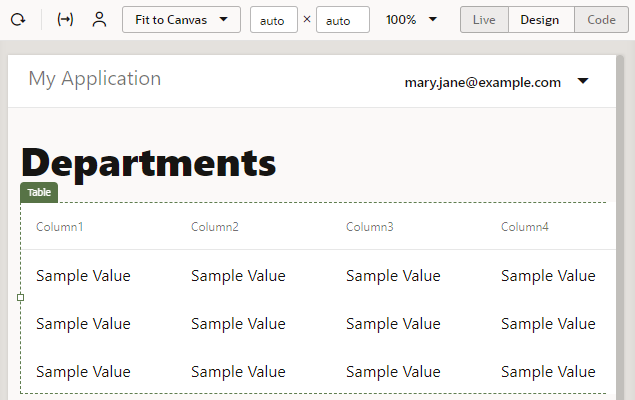 Fit to Canvas auto × auto 100% Live Design Code
My Application mary.jane@example.com
Departments
Table
Column1 Column2 Column3 Column4
Sample Value Sample Value Sample Value Sample Value
Sample Value Sample Value Sample Value Sample Value
Sample Value Sample Value Sample Value Sample Value